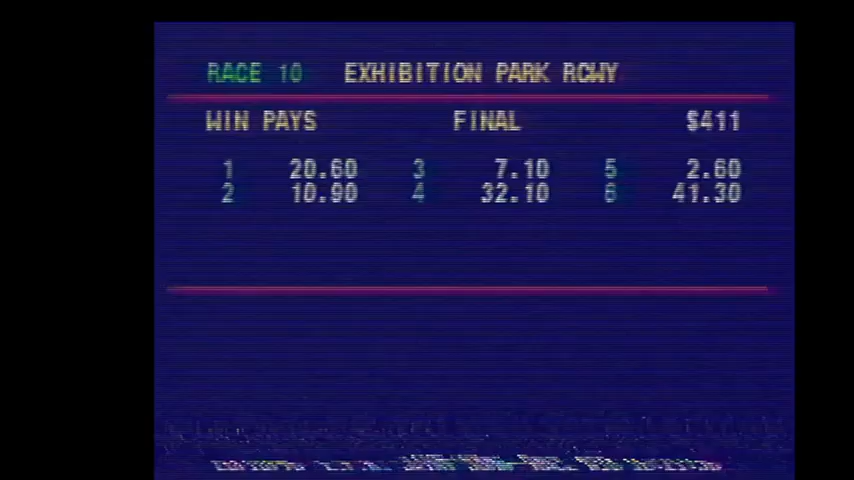 RACE 10 EXHIBITION PARK RCWY
WIN PAYS FINAL $411
1 20.60 3 7.10 5 2.60
2 10.90 4 32.10 6 41.30